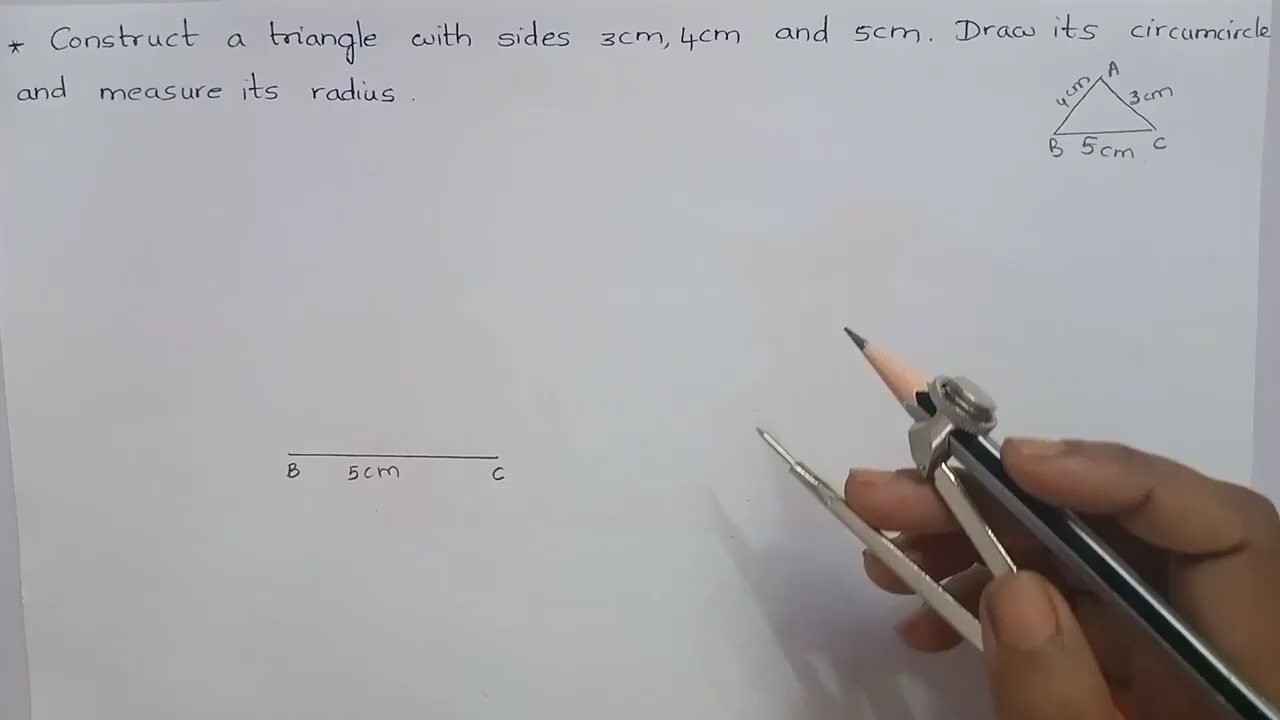 * Construct a triangle with sides 3cm, 4cm and 5cm. Draw its circumcircle
and measure its radius.
A
4cm 3cm
B 5cm C
B 5cm C